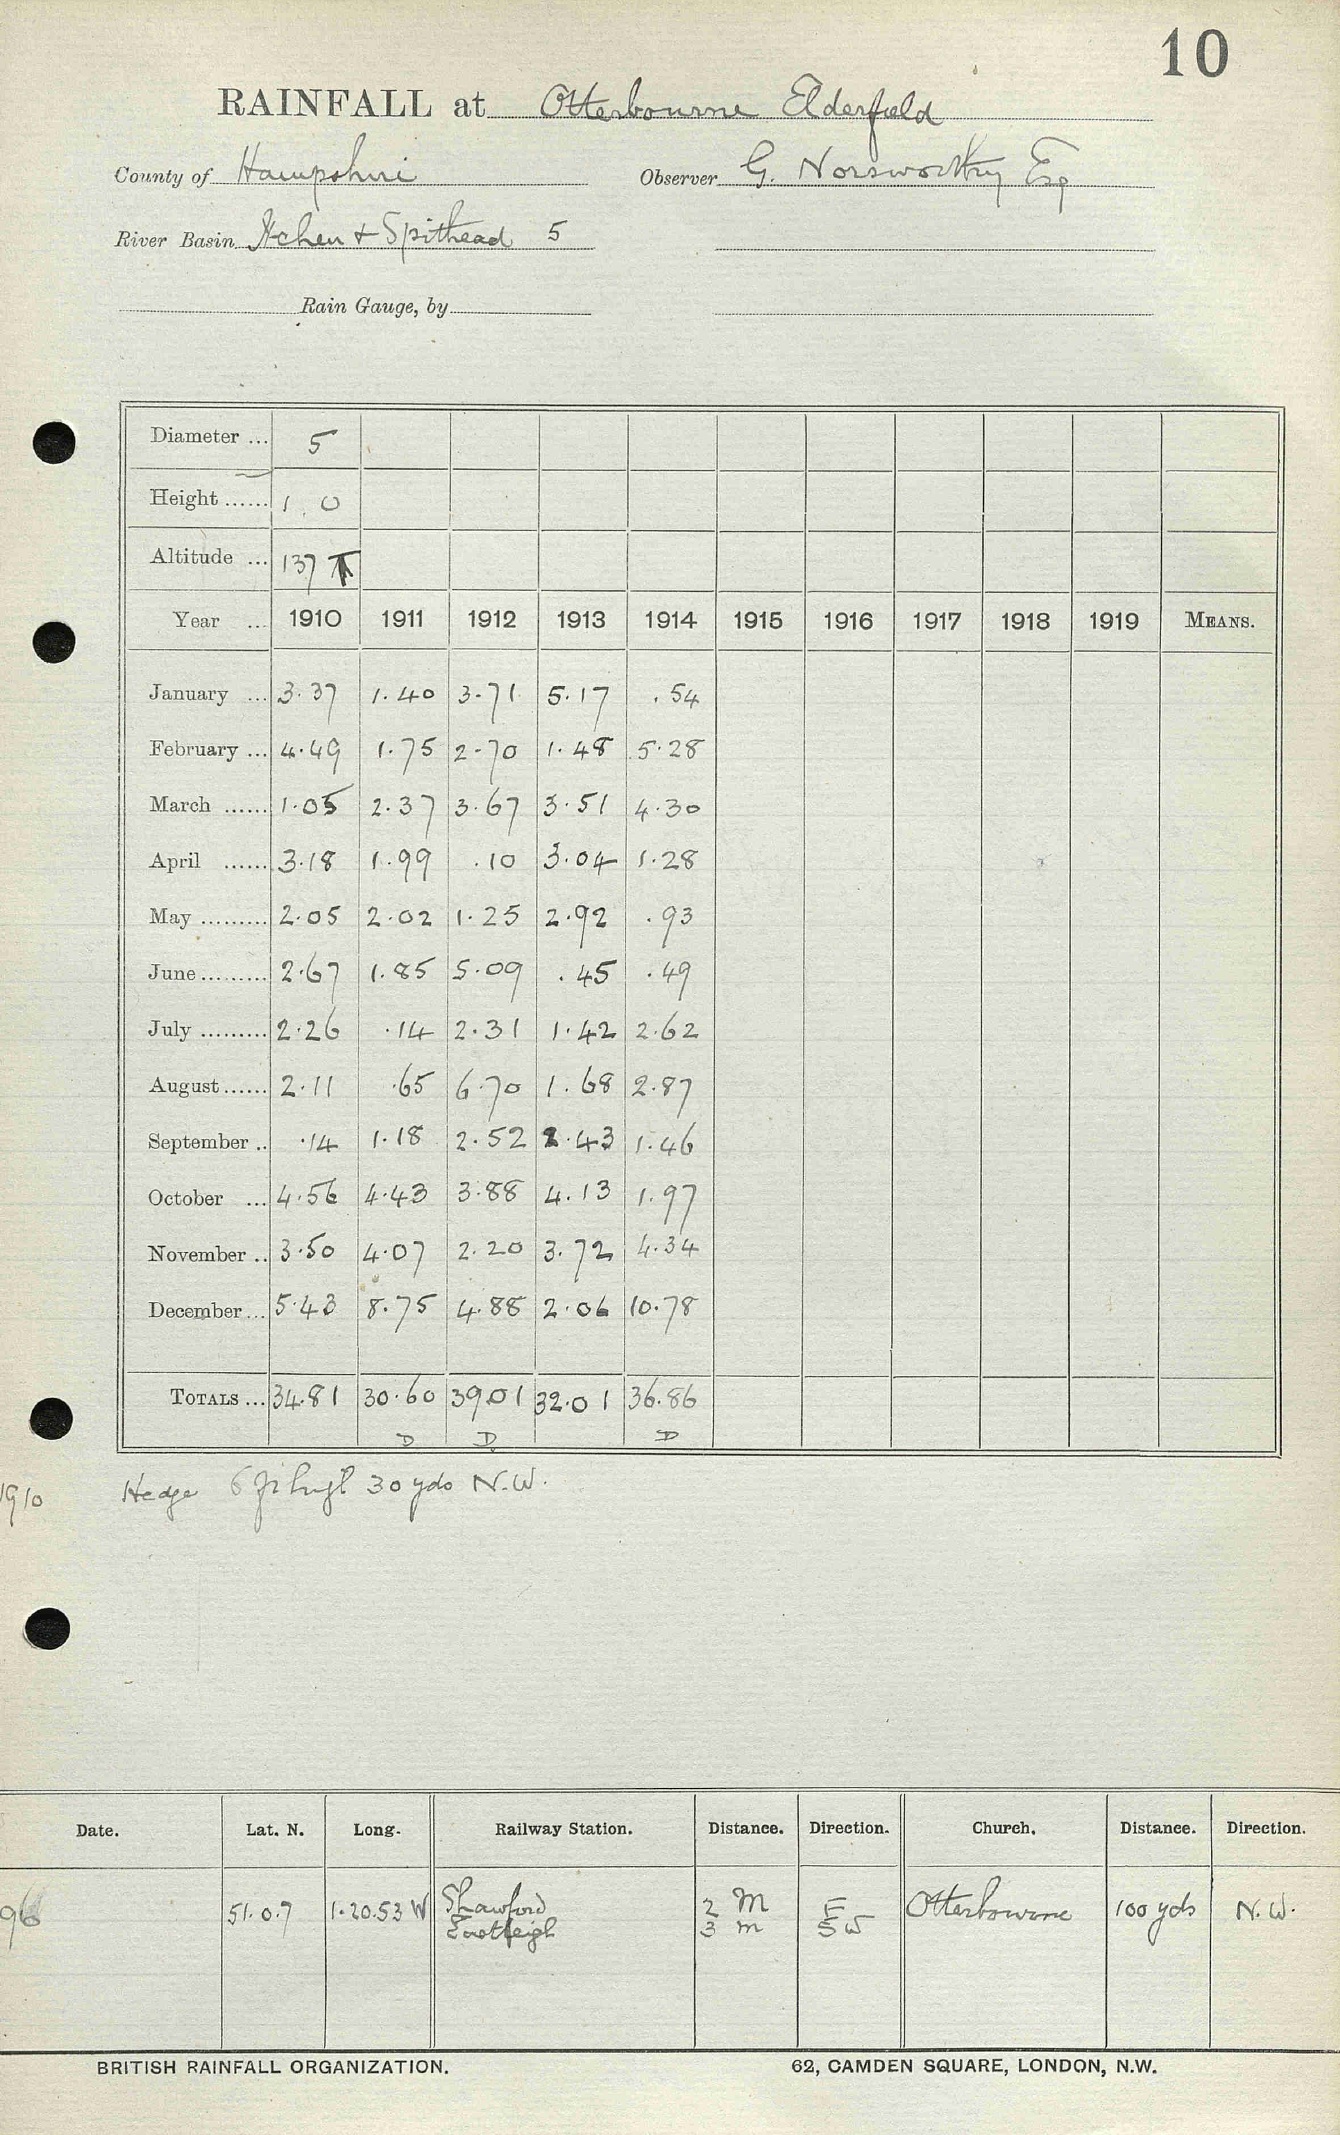 10
RAINFALL at Otterbourne Elderfield
County of Hampshire Observer G. Norsworthy Esq
River Basin Itchen & Spithead 5
Rain Gauge, by
Diameter ... 5
Height ...... 1. 0
Altitude ... 137
Year ... 1910 1911 1912 1913 1914 1915 1916 1917 1918 1919 MEANS.
January ... 3.37 1.40 3.71 5.17 .54
February ... 4.49 1.75 2.70 1.48 5.28
March ...... 1.05 2.37 3.67 3.51 4.30
April ...... 3.18 1.99 .10 3.04 1.28
May ......... 2.05 2.02 1.25 2.92 .93
June ......... 2.67 1.85 5.09 .45 .49
July ......... 2.26 .14 2.31 1.42 2.62
August ...... 2.11 .65 6.70 1.68 2.87
September .. .14 1.18 2.52 2.43 1.46
October ... 4.56 4.43 3.88 4.13 1.97
November .. 3.50 4.07 2.20 3.72 4.34
December ... 5.43 8.75 4.88 2.06 10.78
TOTALS ... 34.81 30.60 39.01 32.01 36.86
D D D
1910 Hedge 6 ft high 30 yds N.W.
Date. Lat. N. Long. Railway Station. Distance. Direction. Church. Distance. Direction.
96 51.0.7 1.20.53 W Shawford 2 M E Otterbourne 100 yds N.W.
Eastleigh 3 m SW
BRITISH RAINFALL ORGANIZATION. 62, CAMDEN SQUARE, LONDON, N.W.